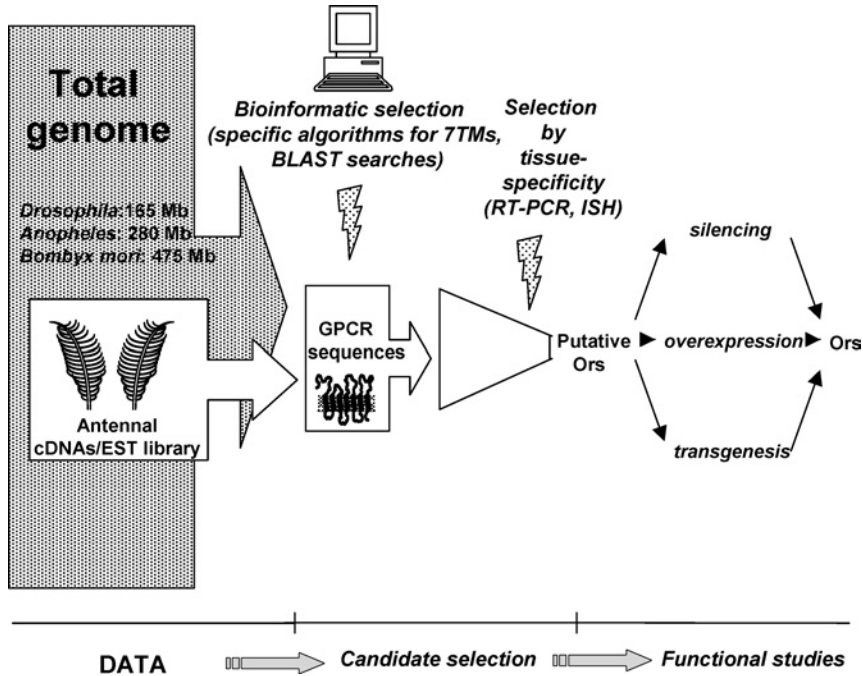 Total
genome
Drosophila:165 Mb
Anopheles: 280 Mb
Bombyx mori: 475 Mb
Antennal
cDNAs/EST library
Bioinformatic selection
(specific algorithms for 7TMs,
BLAST searches)
GPCR
sequences
Selection
by
tissue-
specificity
(RT-PCR, ISH)
Putative
Ors
silencing
overexpression
transgenesis
Ors
DATA
Candidate selection
Functional studies